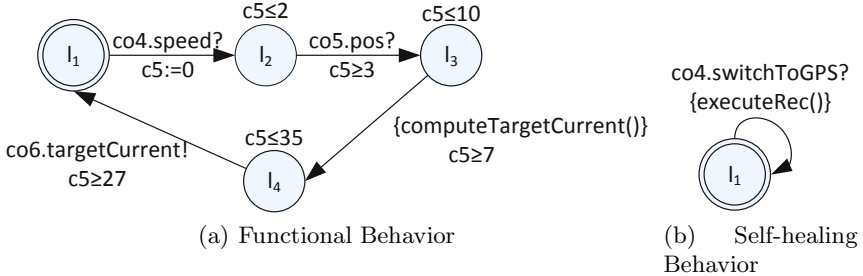 c5≤2
c5≤10
co4.speed?
co5.pos?
l1
l2
l3
c5:=0
c5≥3
co4.switchToGPS?
{executeRec()}
{computeTargetCurrent()}
c5≥7
co6.targetCurrent!
c5≥27
c5≤35
l4
l1
(a) Functional Behavior
(b) Self-healing
Behavior